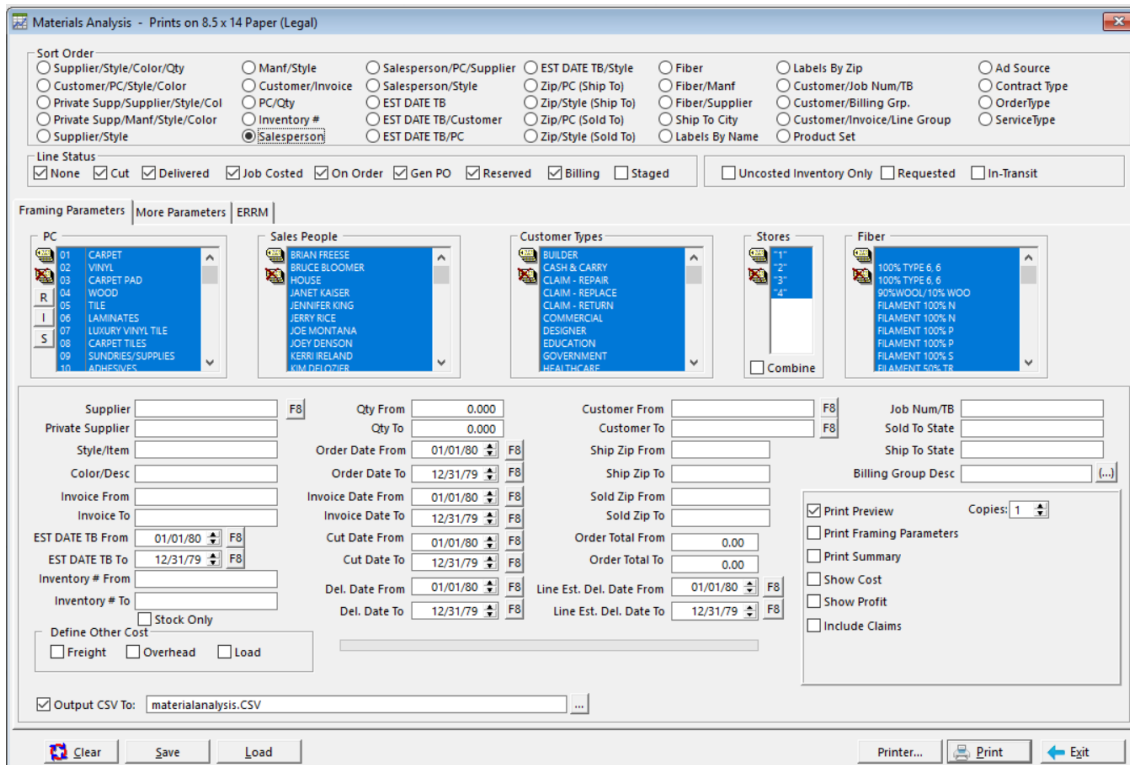 Materials Analysis - Prints on 8.5 x 14 Paper (Legal)
Sort Order
Supplier/Style/Color/Qty Manf/Style Salesperson/PC/Supplier EST DATE TB/Style Fiber Labels By Zip Ad Source
Customer/PC/Style/Color Customer/Invoice Salesperson/Style Zip/PC (Ship To) Fiber/Manf Customer/Job Num/TB Contract Type
Private Supp/Supplier/Style/Col PC/Qty EST DATE TB Zip/Style (Ship To) Fiber/Supplier Customer/Billing Grp. OrderType
Private Supp/Manf/Style/Color Inventory # EST DATE TB/Customer Zip/PC (Sold To) Ship To City Customer/Invoice/Line Group ServiceType
Supplier/Style Salesperson EST DATE TB/PC Zip/Style (Sold To) Labels By Name Product Set
Line Status
None Cut Delivered Job Costed On Order Gen PO Reserved Billing Staged Uncosted Inventory Only Requested In-Transit
Framing Parameters More Parameters ERRM
PC Sales People Customer Types Stores Fiber
01 CARPET BRIAN FREESE BUILDER "1"
02 VINYL BRUCE BLOOMER CASH & CARRY "2" 100% TYPE 6, 6
03 CARPET PAD HOUSE CLAIM - REPAIR "3" 100% TYPE 6, 6
R 04 WOOD JANET KAISER CLAIM - REPLACE "4" 90%WOOL/10% WOO
05 TILE JENNIFER KING CLAIM - RETURN FILAMENT 100% N
I 06 LAMINATES JERRY RICE COMMERCIAL FILAMENT 100% N
07 LUXURY VINYL TILE JOE MONTANA DESIGNER FILAMENT 100% P
S 08 CARPET TILES JOEY DENSON EDUCATION FILAMENT 100% P
09 SUNDRIES/SUPPLIES KERRI IRELAND GOVERNMENT FILAMENT 100% S
10 ADHESIVES KIM DELOZIER HEALTHCARE FILAMENT 50% TR
Combine
Supplier F8 Qty From 0.000 Customer From F8 Job Num/TB
Private Supplier Qty To 0.000 Customer To F8 Sold To State
Style/Item Order Date From 01/01/80 F8 Ship Zip From Ship To State
Color/Desc Order Date To 12/31/79 F8 Ship Zip To Billing Group Desc (...)
Invoice From Invoice Date From 01/01/80 F8 Sold Zip From
Invoice To Invoice Date To 12/31/79 F8 Sold Zip To Print Preview Copies: 1
EST DATE TB From 01/01/80 F8 Cut Date From 01/01/80 F8 Order Total From 0.00 Print Framing Parameters
EST DATE TB To 12/31/79 F8 Cut Date To 12/31/79 F8 Order Total To 0.00 Print Summary
Inventory # From Del. Date From 01/01/80 F8 Line Est. Del. Date From 01/01/80 F8 Show Cost
Inventory # To Del. Date To 12/31/79 F8 Line Est. Del. Date To 12/31/79 F8 Show Profit
Stock Only Include Claims
Define Other Cost
Freight Overhead Load
Output CSV To: materialanalysis.CSV ...
Clear Save Load Printer... Print Exit